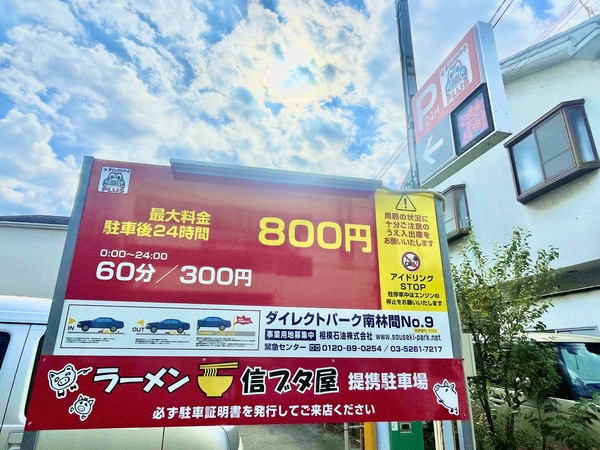 PLUS
最大料金
駐車後24時間
800円
0:00~24:00
60分/300円
周囲の状況に
十分ご注意の
うえ入出庫を
お願いいたします
アイドリング
STOP
駐停車中はエンジンの
停止をお願いいたします
IN
OUT
ダイレクトパーク南林間No.9
事業用地募集中 相模石油株式会社 www.souseki-park.net
緊急センター 0120-89-0254 / 03-5261-7217
ラーメン 信ブタ屋 提携駐車場
必ず駐車証明書を発行してご来店ください
P
24H
PLUS